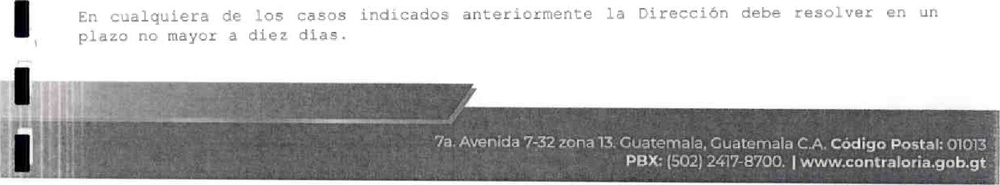 En cualquiera de los casos indicados anteriormente la Dirección debe resolver en un
plazo no mayor a diez días.
7a. Avenida 7-32 zona 13. Guatemala, Guatemala C.A. Código Postal: 01013
PBX: (502) 2417-8700. | www.contraloria.gob.gt